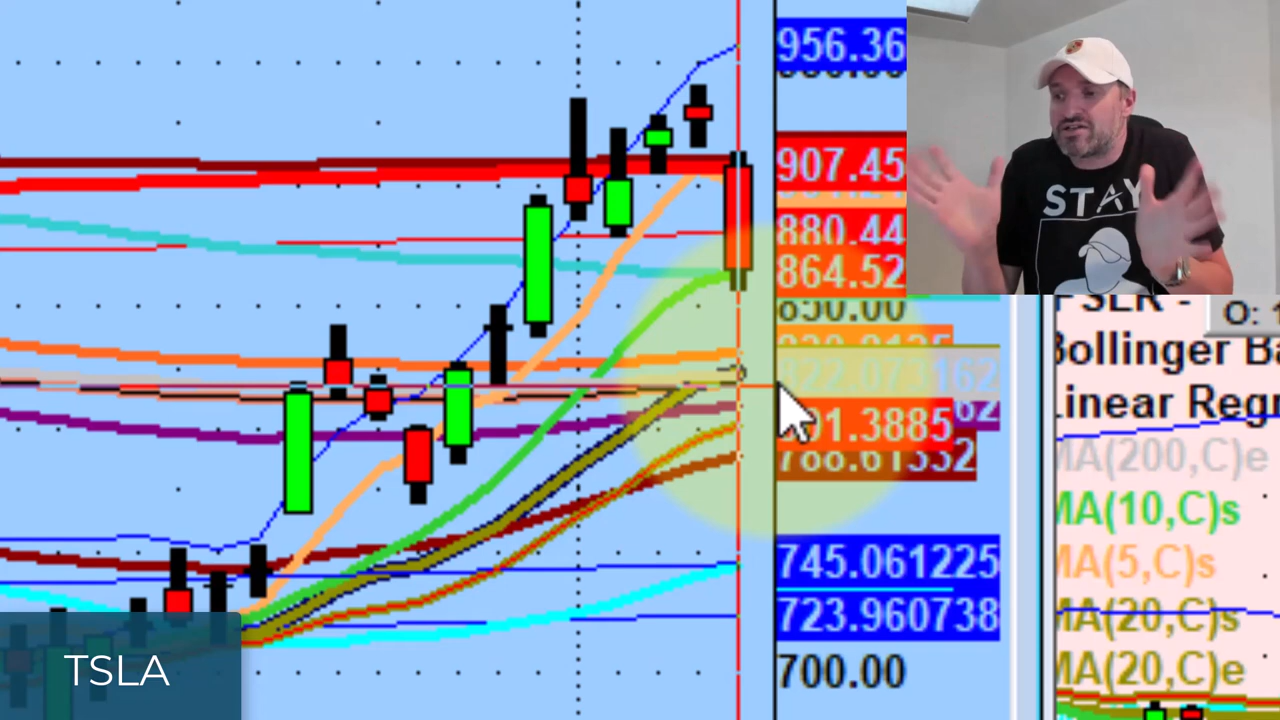 956.36
907.45
880.44
864.52
850.00
745.061225
723.960738
700.00
O:
Bollinger Ba
Linear Regr
MA(200,C)e
MA(10,C)s
MA(5,C)s
MA(20,C)s
MA(20,C)e
STAY
TSLA